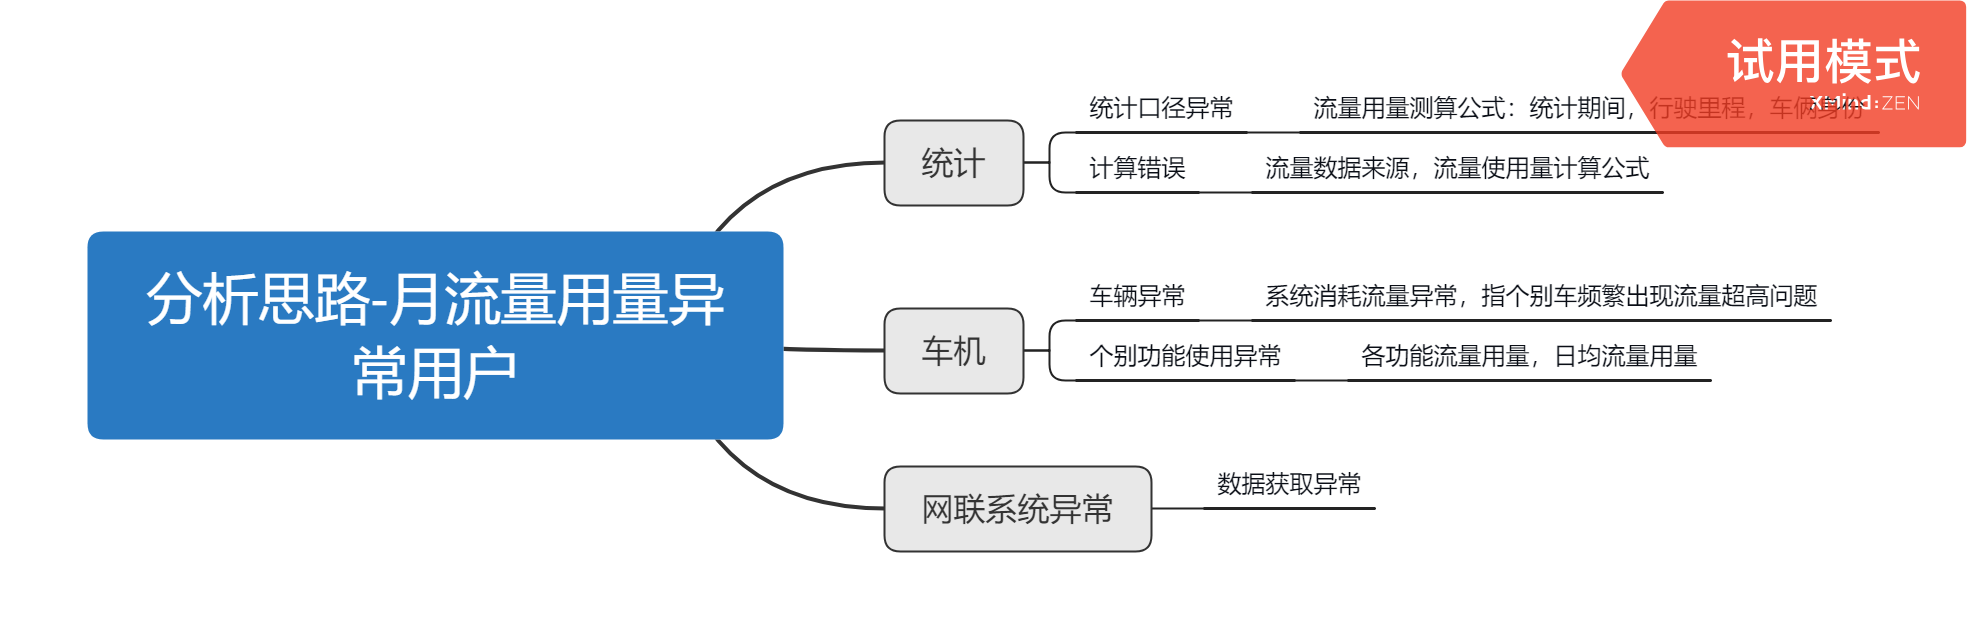 试用模式
XMind:ZEN
统计口径异常
流量用量测算公式：统计期间，行驶里程，车辆身份
统计
计算错误
流量数据来源，流量使用量计算公式
分析思路-月流量用量异
常用户
车辆异常
系统消耗流量异常，指个别车频繁出现流量超高问题
车机
个别功能使用异常
各功能流量用量，日均流量用量
网联系统异常
数据获取异常